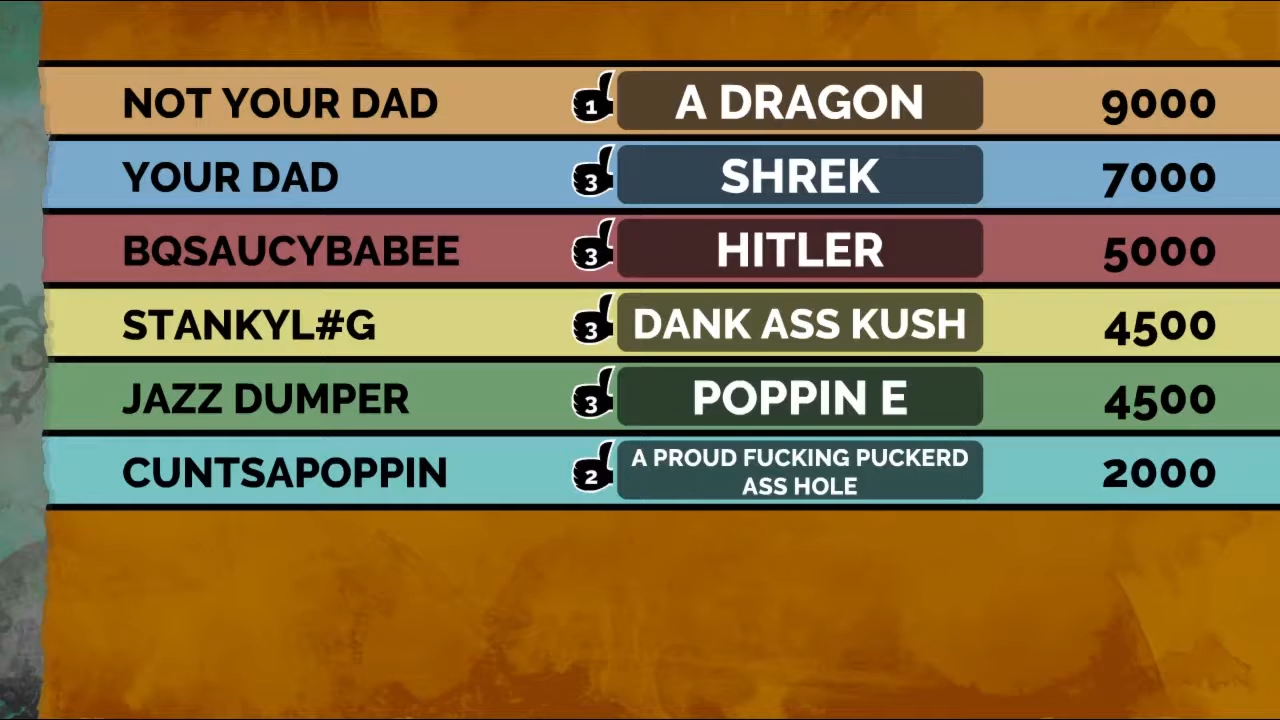 NOT YOUR DAD 1 A DRAGON 9000
YOUR DAD 3 SHREK 7000
BQSAUCYBABEE 3 HITLER 5000
STANKYL#G 3 DANK ASS KUSH 4500
JAZZ DUMPER 3 POPPIN E 4500
CUNTSAPOPPIN 2 A PROUD FUCKING PUCKERD
ASS HOLE 2000